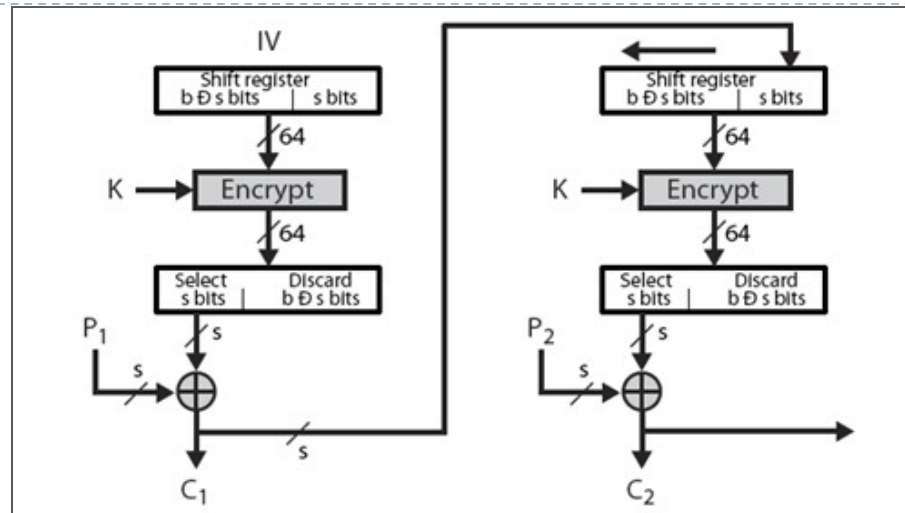 IV
Shift register
b Ð s bits | s bits
64
K
Encrypt
64
Select Discard
s bits | b Ð s bits
s
P1
s
s
C1
Shift register
b Ð s bits | s bits
64
K
Encrypt
64
Select Discard
s bits | b Ð s bits
s
P2
s
C2